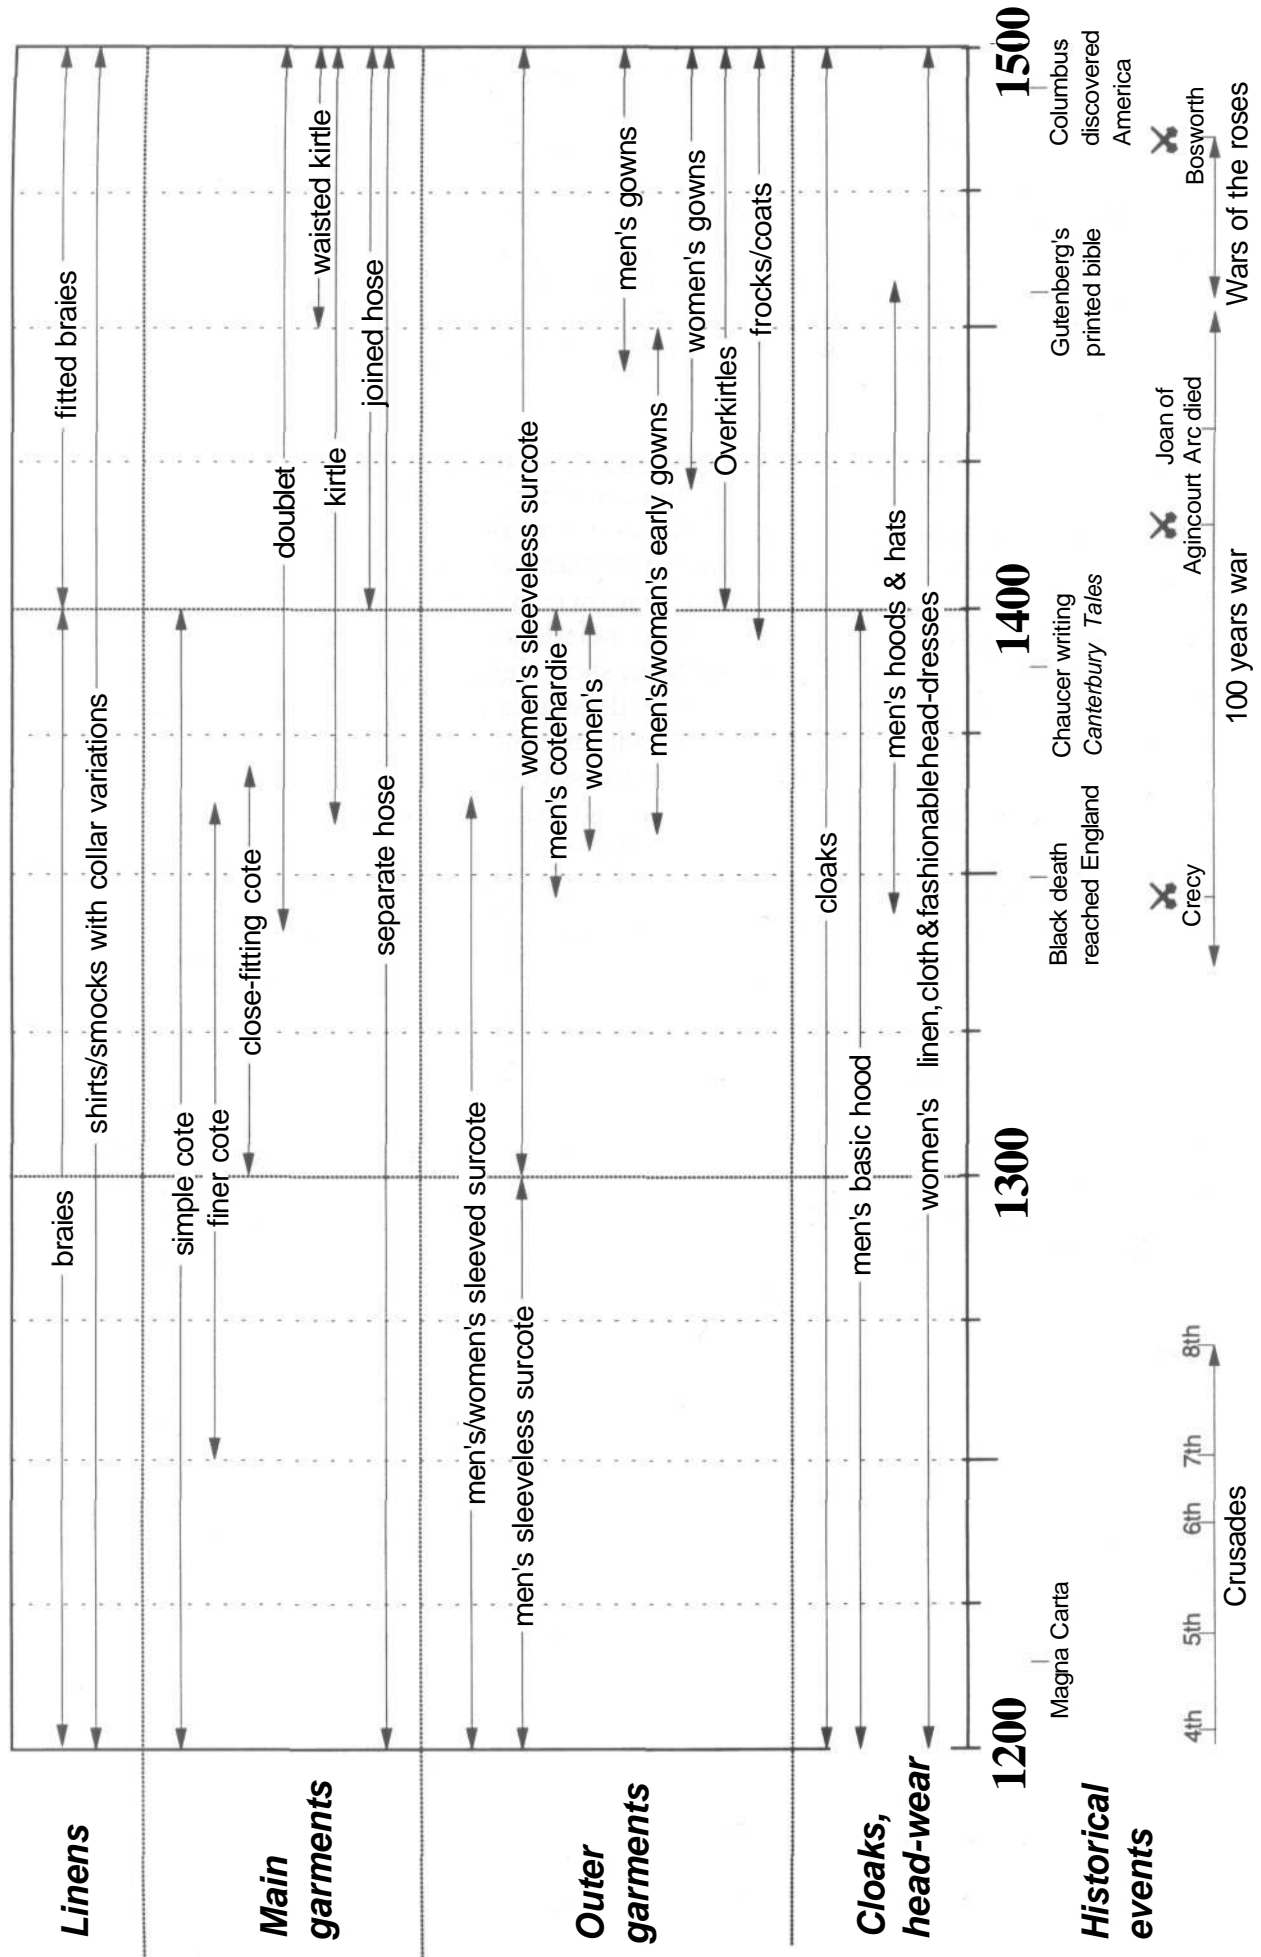 Linens
braies
fitted braies
shirts/smocks with collar variations
Main
garments
simple cote
finer cote
close-fitting cote
doublet
waisted kirtle
kirtle
joined hose
separate hose
Outer
garments
men's/women's sleeved surcote
men's sleeveless surcote
women's sleeveless surcote
men's cotehardie
women's
men's gowns
men's/woman's early gowns
women's gowns
Overkirtles
frocks/coats
Cloaks,
head-wear
cloaks
men's basic hood
men's hoods & hats
women's linen,cloth&fashionablehead-dresses
1200
1300
1400
1500
Historical
events
Magna Carta
Black death
reached England
Chaucer writing
Canterbury Tales
Gutenberg's
printed bible
Columbus
discovered
America
4th
5th
6th
7th
8th
Crusades
Crecy
Agincourt
Joan of
Arc died
Bosworth
100 years war
Wars of the roses